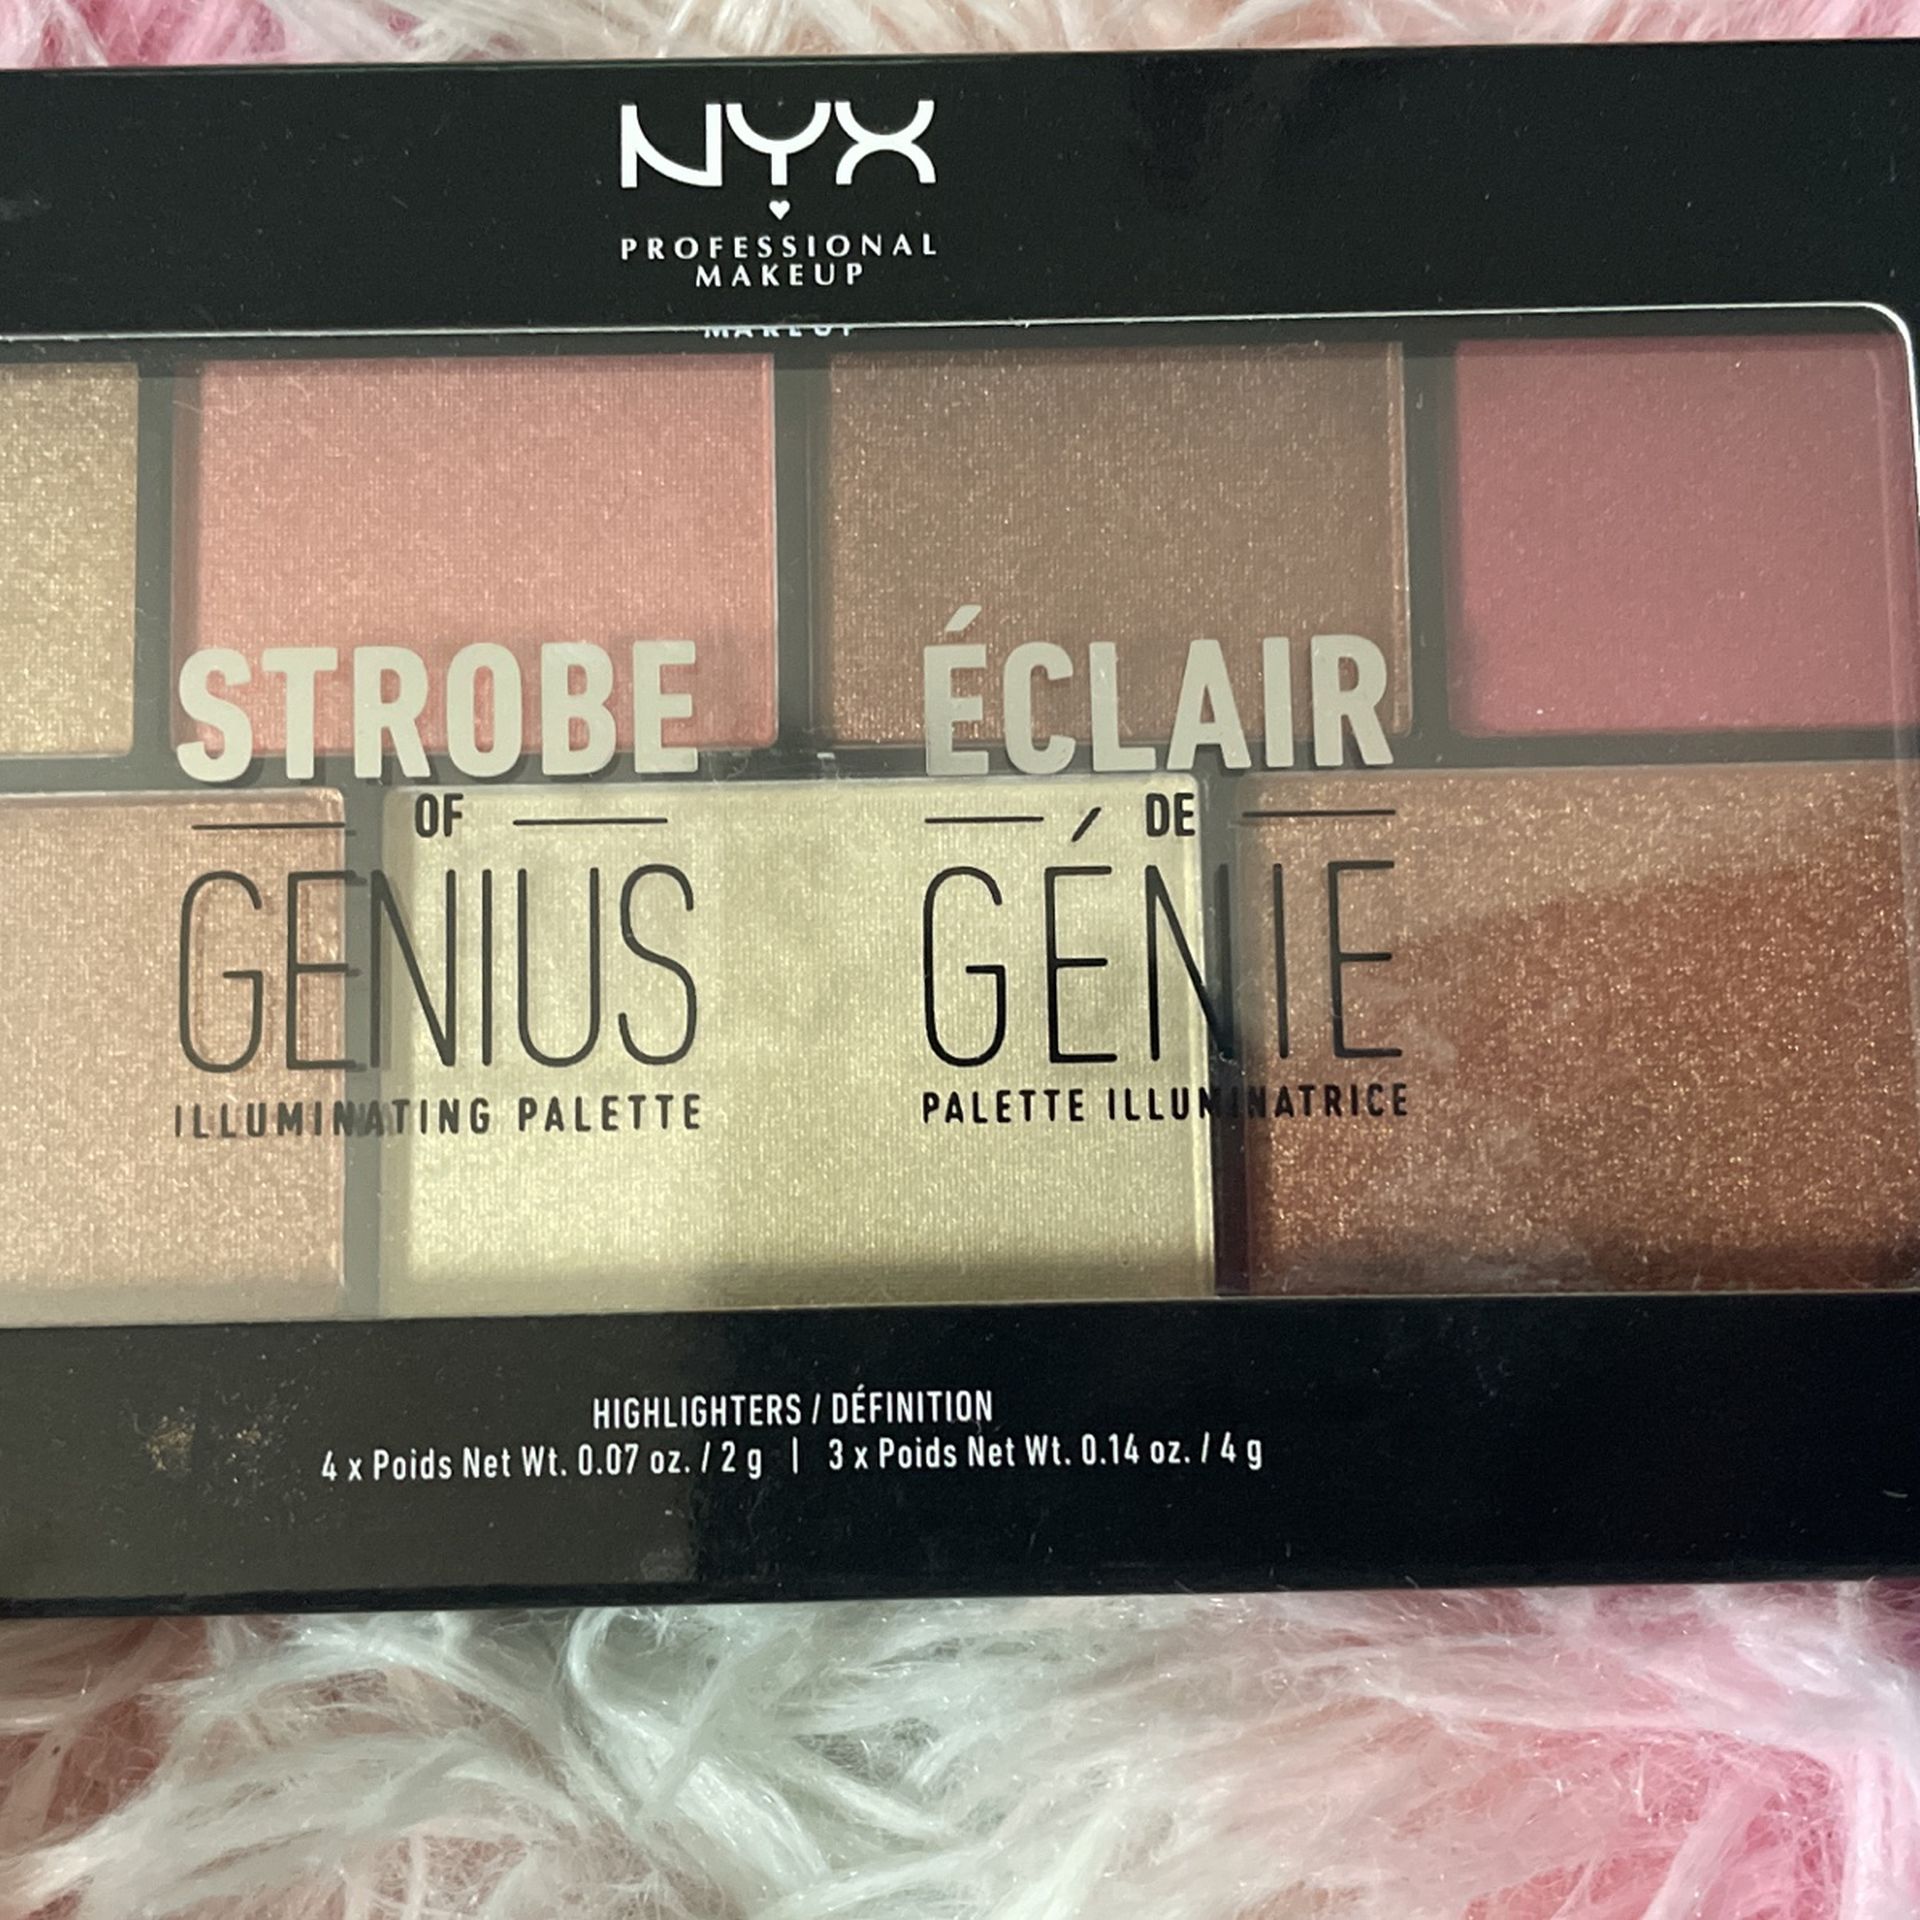 NYX
PROFESSIONAL
MAKEUP
STROBE
OF
GENIUS
ILLUMINATING PALETTE
ÉCLAIR
DE
GÉNIE
PALETTE ILLUMINATRICE
HIGHLIGHTERS / DÉFINITION
4 x Poids Net Wt. 0.07 oz. / 2 g | 3 x Poids Net Wt. 0.14 oz. / 4 g